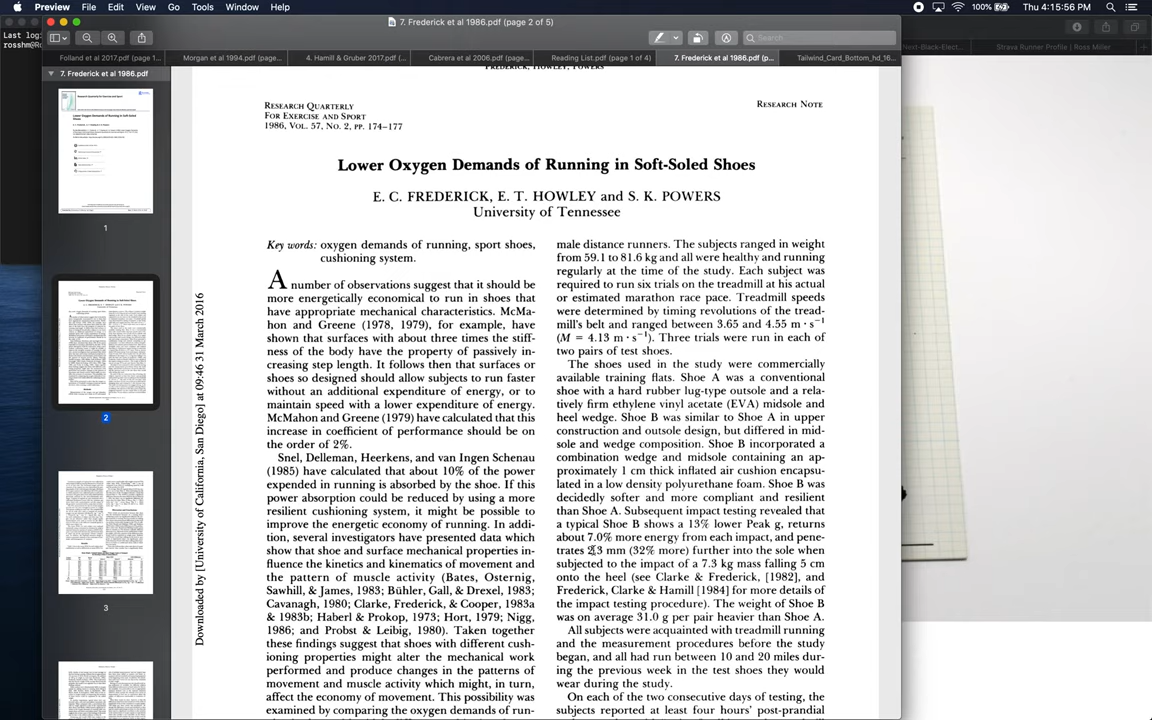 Preview File Edit View Go Tools Window Help
100% Thu 4:15:56 PM
Last log
rosshm@Ro
7. Frederick et al 1986.pdf (page 2 of 5)
Search
Folland et al 2017.pdf (page 1... Morgan et al 1994.pdf (page... 4. Hamill & Gruber 2017.pdf (... Cabrera et al 2006.pdf (page... Reading List.pdf (page 1 of 4) 7. Frederick et al 1986.pdf (p... Tailwind_Card_Bottom_hd_16...
Next-Black-Elect... Strava Runner Profile | Ross Miller
7. Frederick et al 1986.pdf
1
2
3
FREDERICK, HOWLEY, POWERS
RESEARCH QUARTERLY
FOR EXERCISE AND SPORT
1986, VOL. 57, NO. 2, PP. 174–177
RESEARCH NOTE
Lower Oxygen Demands of Running in Soft-Soled Shoes
E. C. FREDERICK, E. T. HOWLEY and S. K. POWERS
University of Tennessee
Downloaded by [University of California, San Diego] at 09:46 31 March 2016
Key words: oxygen demands of running, sport shoes,
cushioning system.
A number of observations suggest that it should be
more energetically economical to run in shoes that
have appropriate mechanical characteristics. McMa-
hon and Greene (1978, 1979), for example, have
shown that surfaces with about three times the stiff-
ness of the body have the property of passively in-
creasing step length. It follows then that surfaces or
shoes so designed should allow subjects to run faster
without an additional expenditure of energy, or to
maintain speed with a lower expenditure of energy.
McMahon and Greene (1979) have calculated that this
increase in coefficient of performance should be on
the order of 2%.
Snel, Delleman, Heerkens, and van Ingen Schenau
(1985) have calculated that about 10% of the power
expended in running is absorbed by the shoe. If this
power absorption could be reduced by using a more
resilient cushioning system, it might be possible to
improve the energetic economy of running. In addi-
tion, several investigators have presented data which
show that shoe and surface mechanical properties in-
fluence the kinetics and kinematics of movement and
the pattern of muscle activity (Bates, Osternig,
Sawhill, & James, 1983; Bühler, Gall, & Drexel, 1983;
Cavanagh, 1980; Clarke, Frederick, & Cooper, 1983a
& 1983b; Haberl & Prokop, 1973; Hort, 1979; Nigg,
1986; and Probst & Leibig, 1980). Taken together
these findings suggest that shoes with different cush-
ioning properties might alter the mechanical work
performed and produce changes in the patterns of
movement and muscle activity which might, in turn,
affect the economy of movement. This possibility was
examined by comparing the oxygen demands of run-
male distance runners. The subjects ranged in weight
from 59.1 to 81.6 kg and all were healthy and running
regularly at the time of the study. Each subject was
required to run six trials on the treadmill at his actual
or estimated marathon race pace. Treadmill speeds
were determined by timing revolutions of the tread-
mill's belt and ranged between 3.65 and 4.55 m·s⁻¹
(M = 4.13 m·s⁻¹). Three trials were run in each of
two pairs of test shoes.
The shoes used in the study were commercially
available training flats. Shoe A was a conventional
shoe with a hard rubber lug-type outsole and a rela-
tively firm ethylene vinyl acetate (EVA) midsole and
heel wedge. Shoe B was similar to Shoe A in upper
construction and outsole design, but differed in mid-
sole and wedge composition. Shoe B incorporated a
combination wedge and midsole containing an ap-
proximately 1 cm thick inflated air cushion encapsu-
lated in a low density polyurethane foam. Shoe B was
decidedly softer and more compliant and resilient
than Shoe A. Subsequent impact testing revealed that
a typical Shoe B shows a 13% lower Peak g, returns
about 7.0% more energy from each impact, and pene-
trates 2.3 mm (32% more) further into the sole when
subjected to the impact of a 7.3 kg mass falling 5 cm
onto the heel (see Clarke & Frederick, [1982], and
Frederick, Clarke & Hamill [1984] for more details of
the impact testing procedure). The weight of Shoe B
was on average 31.0 g per pair heavier than Shoe A.
All subjects were acquainted with treadmill running
and the measurement procedures before the study
began, and all had run between 10 and 20 miles dur-
ing the previous week in the test shoes they would
wear during the study.
On each of the two consecutive days of testing, the
subjects reported at least four hours' post-prandial